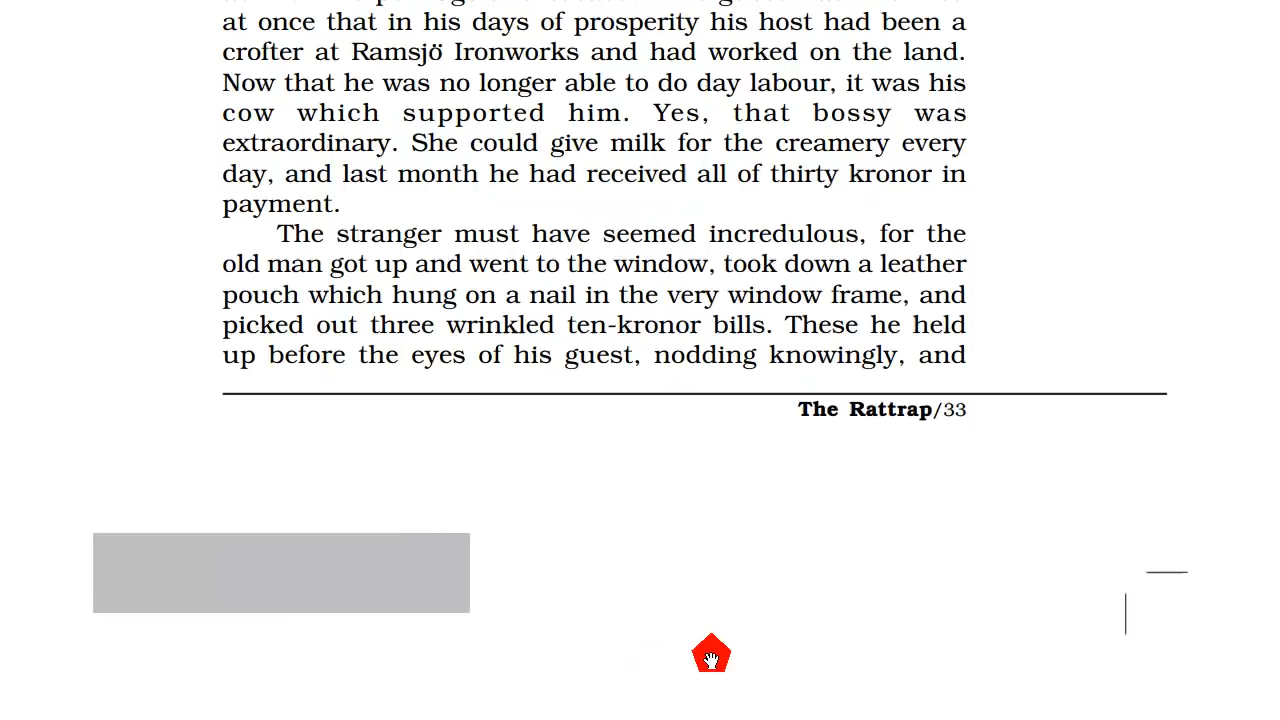 at once that in his days of prosperity his host had been a
crofter at Ramsjö Ironworks and had worked on the land.
Now that he was no longer able to do day labour, it was his
cow which supported him. Yes, that bossy was
extraordinary. She could give milk for the creamery every
day, and last month he had received all of thirty kronor in
payment.
The stranger must have seemed incredulous, for the
old man got up and went to the window, took down a leather
pouch which hung on a nail in the very window frame, and
picked out three wrinkled ten-kronor bills. These he held
up before the eyes of his guest, nodding knowingly, and
The Rattrap/33